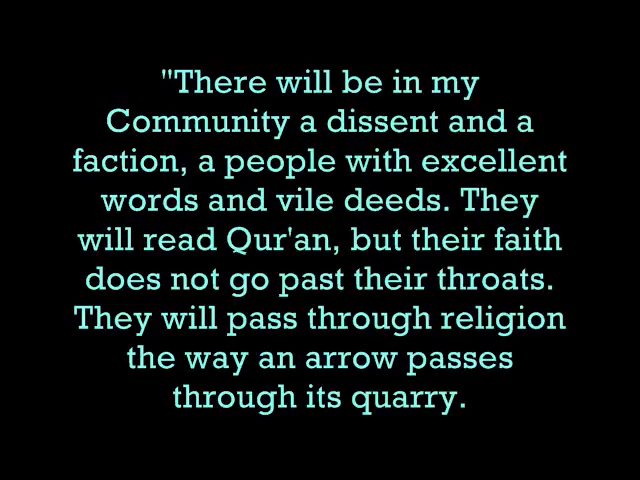 "There will be in my
Community a dissent and a
faction, a people with excellent
words and vile deeds. They
will read Qur'an, but their faith
does not go past their throats.
They will pass through religion
the way an arrow passes
through its quarry.